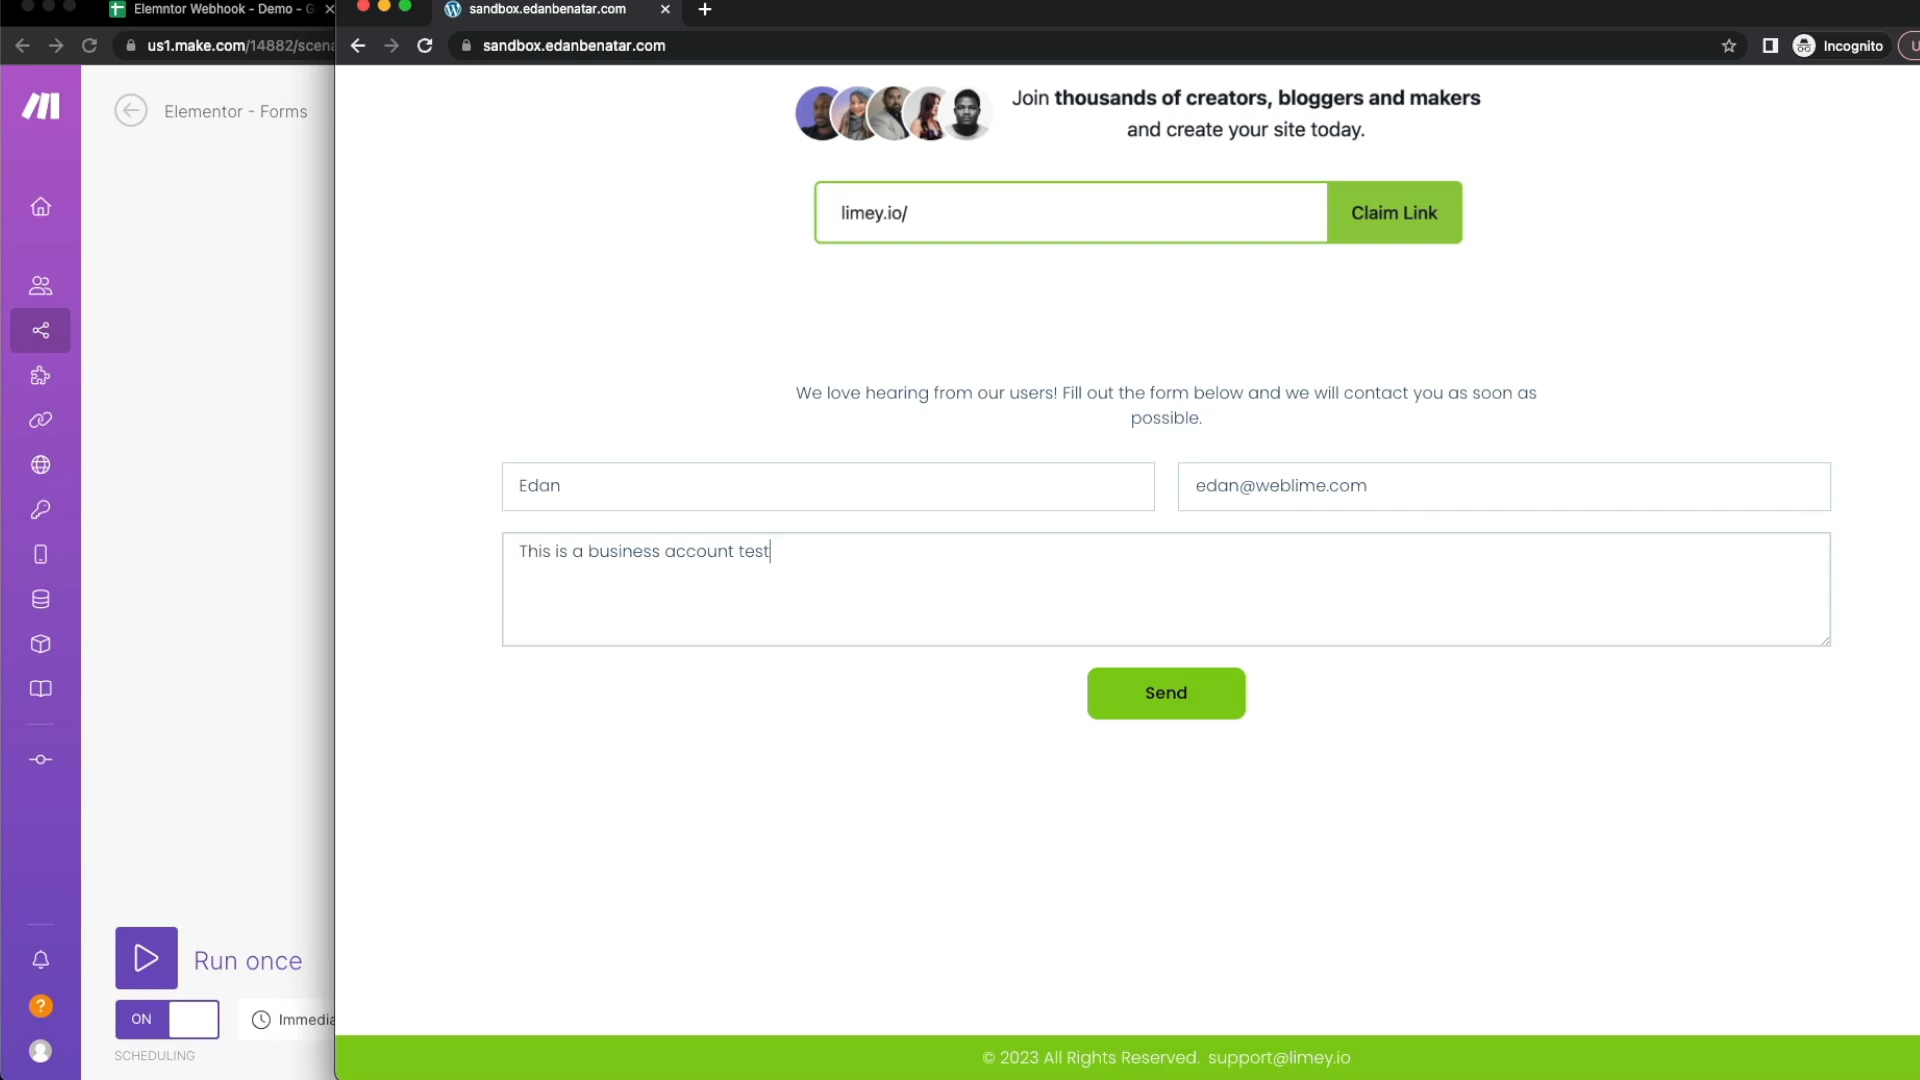 Elemntor Webhook - Demo - G
sandbox.edanbenatar.com
us1.make.com/14882/scena
sandbox.edanbenatar.com
Incognito
U
Elementor - Forms
Join thousands of creators, bloggers and makers
and create your site today.
limey.io/
Claim Link
We love hearing from our users! Fill out the form below and we will contact you as soon as
possible.
Edan
edan@weblime.com
This is a business account test
Send
Run once
ON
Immedia
SCHEDULING
© 2023 All Rights Reserved. support@limey.io